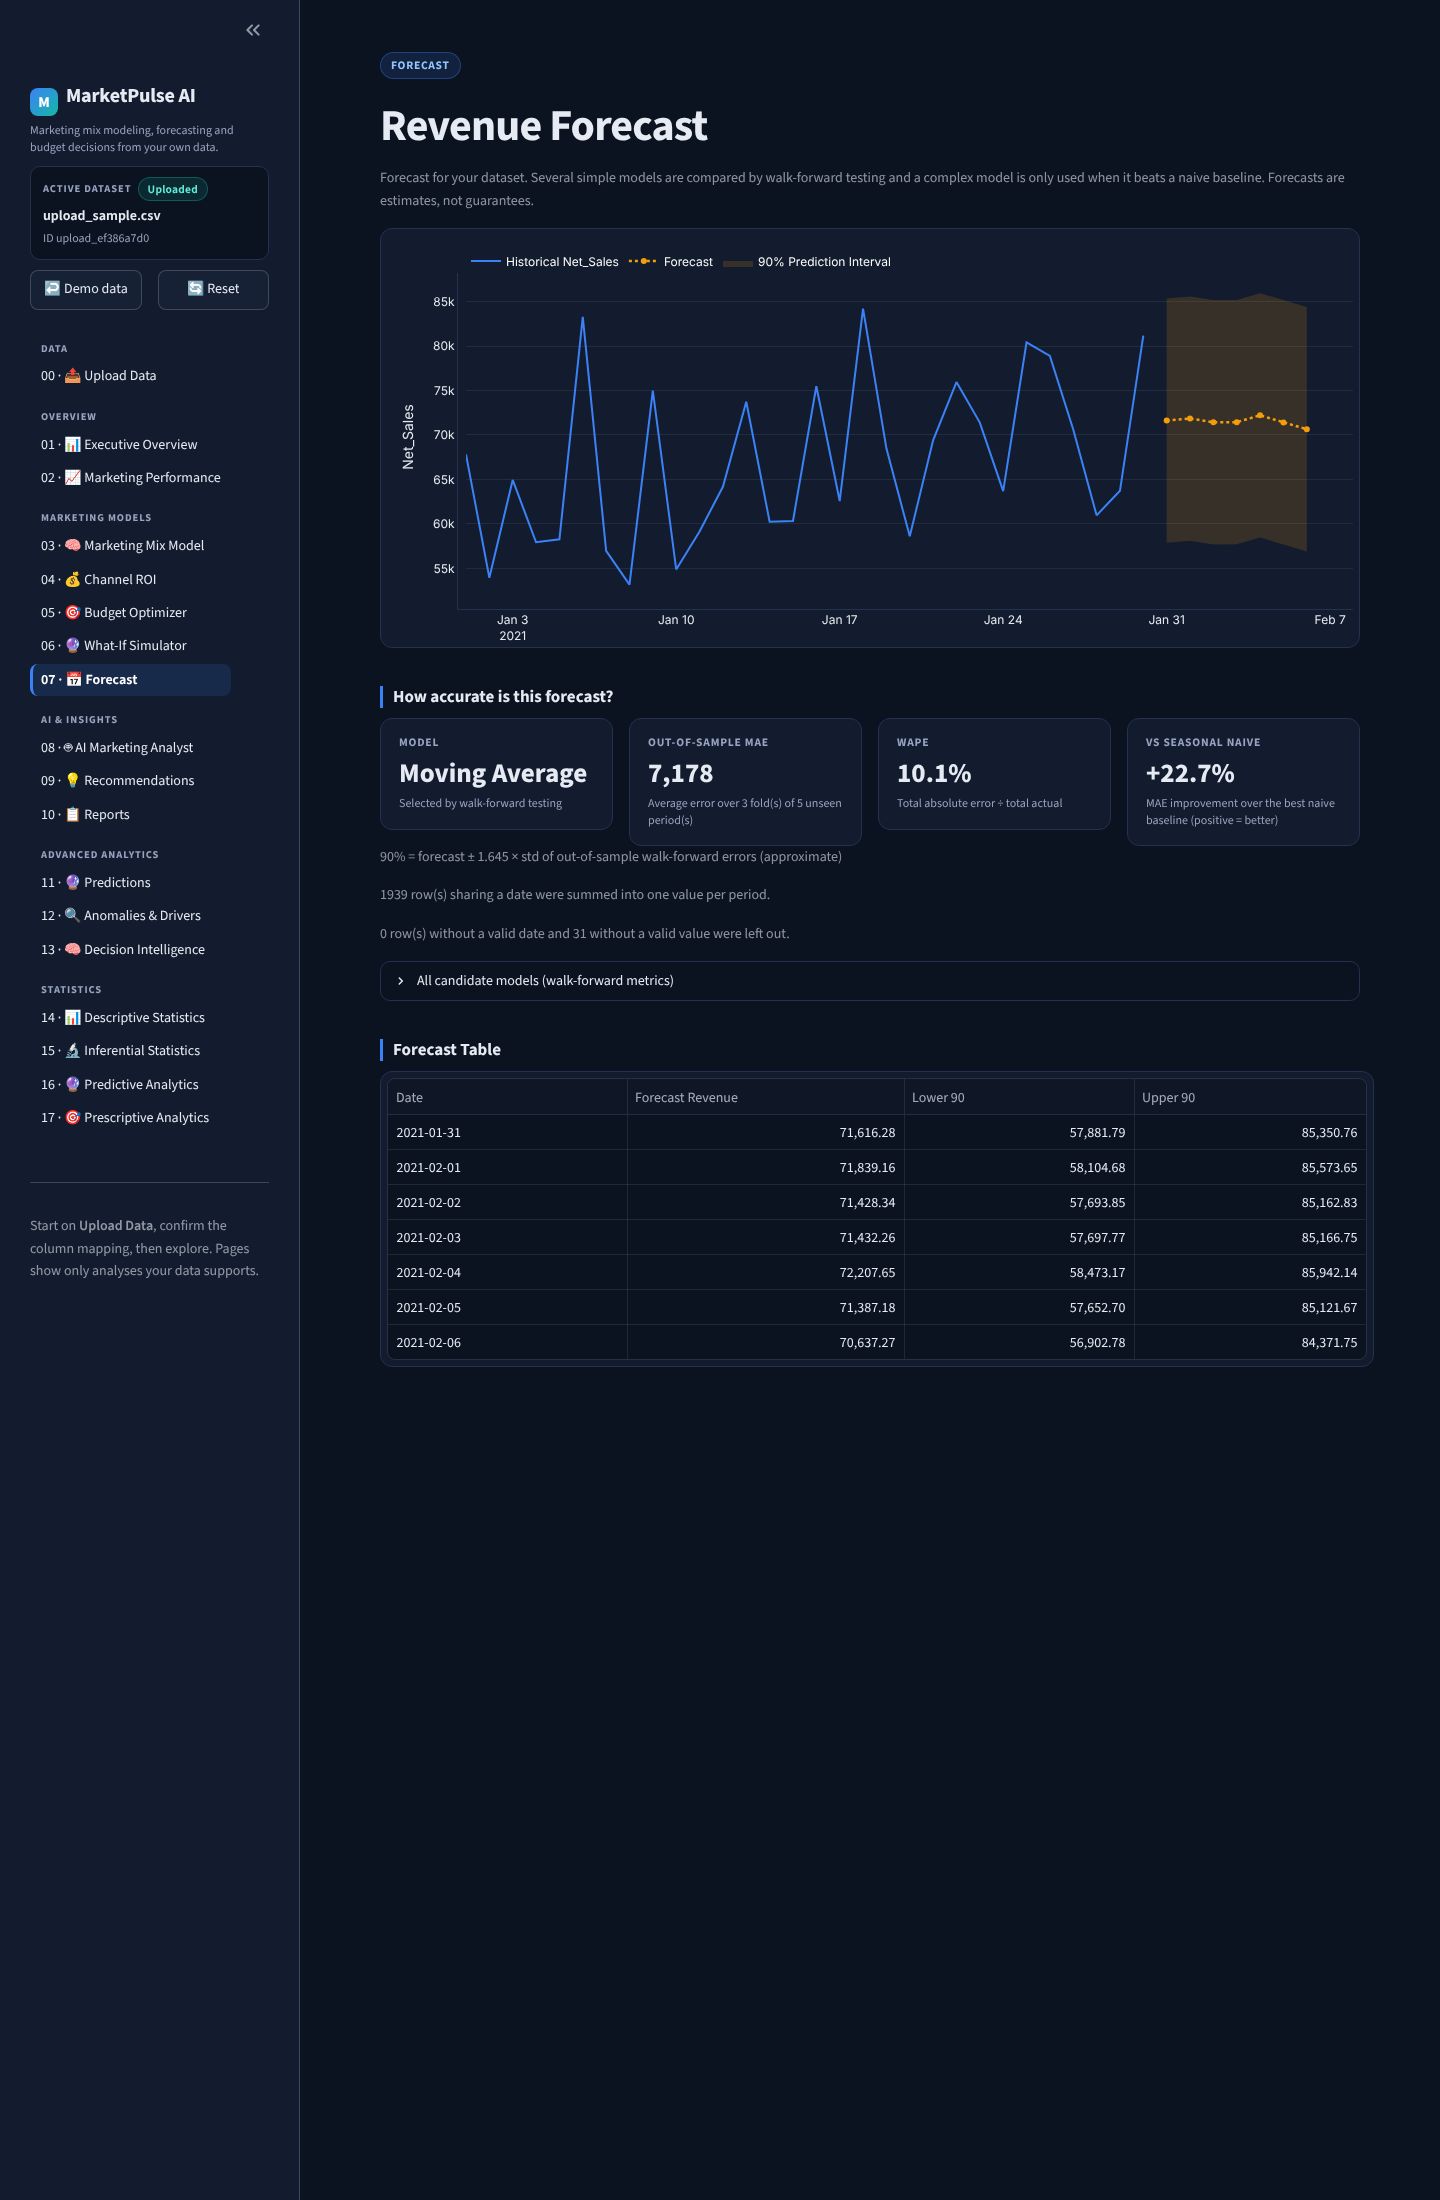 M MarketPulse AI
Marketing mix modeling, forecasting and
budget decisions from your own data.
ACTIVE DATASET Uploaded
upload_sample.csv
ID upload_ef386a7d0
Demo data
Reset
DATA
00 · Upload Data
OVERVIEW
01 · Executive Overview
02 · Marketing Performance
MARKETING MODELS
03 · Marketing Mix Model
04 · Channel ROI
05 · Budget Optimizer
06 · What-If Simulator
07 · Forecast
AI & INSIGHTS
08 · AI Marketing Analyst
09 · Recommendations
10 · Reports
ADVANCED ANALYTICS
11 · Predictions
12 · Anomalies & Drivers
13 · Decision Intelligence
STATISTICS
14 · Descriptive Statistics
15 · Inferential Statistics
16 · Predictive Analytics
17 · Prescriptive Analytics
Start on Upload Data, confirm the
column mapping, then explore. Pages
show only analyses your data supports.
FORECAST
Revenue Forecast
Forecast for your dataset. Several simple models are compared by walk-forward testing and a complex model is only used when it beats a naive baseline. Forecasts are
estimates, not guarantees.
Historical Net_Sales Forecast 90% Prediction Interval
Net_Sales
85k
80k
75k
70k
65k
60k
55k
Jan 3 Jan 10 Jan 17 Jan 24 Jan 31 Feb 7
2021
How accurate is this forecast?
MODEL
Moving Average
Selected by walk-forward testing
OUT-OF-SAMPLE MAE
7,178
Average error over 3 fold(s) of 5 unseen
period(s)
WAPE
10.1%
Total absolute error ÷ total actual
VS SEASONAL NAIVE
+22.7%
MAE improvement over the best naive
baseline (positive = better)
90% = forecast ± 1.645 × std of out-of-sample walk-forward errors (approximate)
1939 row(s) sharing a date were summed into one value per period.
0 row(s) without a valid date and 31 without a valid value were left out.
All candidate models (walk-forward metrics)
Forecast Table
Date Forecast Revenue Lower 90 Upper 90
2021-01-31 71,616.28 57,881.79 85,350.76
2021-02-01 71,839.16 58,104.68 85,573.65
2021-02-02 71,428.34 57,693.85 85,162.83
2021-02-03 71,432.26 57,697.77 85,166.75
2021-02-04 72,207.65 58,473.17 85,942.14
2021-02-05 71,387.18 57,652.70 85,121.67
2021-02-06 70,637.27 56,902.78 84,371.75